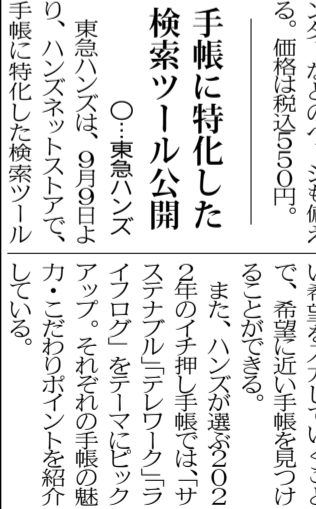 る。価格は税込550円。
手帳に特化した
検索ツール公開
〇…東急ハンズ
東急ハンズは、9月9日よ
り、ハンズネットストアで、
手帳に特化した検索ツール
で、希望に近い手帳を見つけ
ることができる。
また、ハンズが選ぶ202
2年のイチ押し手帳では、「サ
ステナブル」「テレワーク」「ラ
イフログ」をテーマにピック
アップ。それぞれの手帳の魅
力・こだわりポイントを紹介
している。